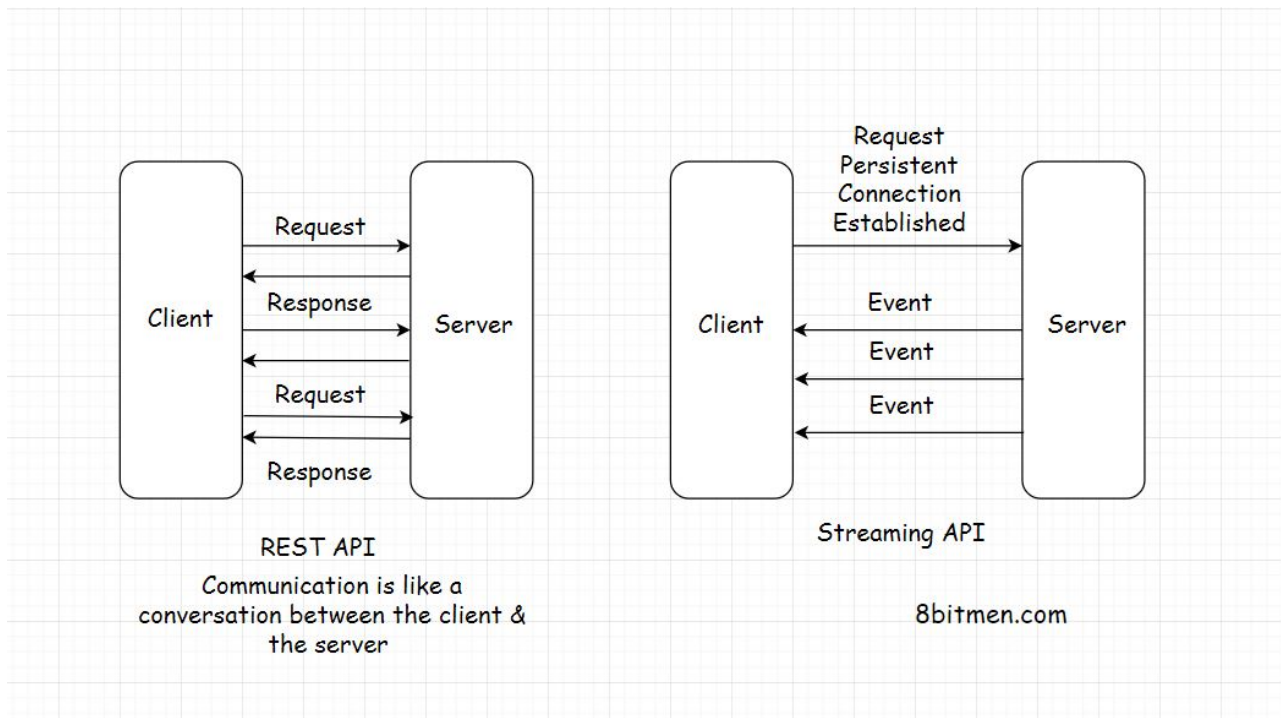 Request
Response
Request
Response
Client
Server
REST API
Communication is like a
conversation between the client &
the server
Request
Persistent
Connection
Established
Event
Event
Event
Client
Server
Streaming API
8bitmen.com